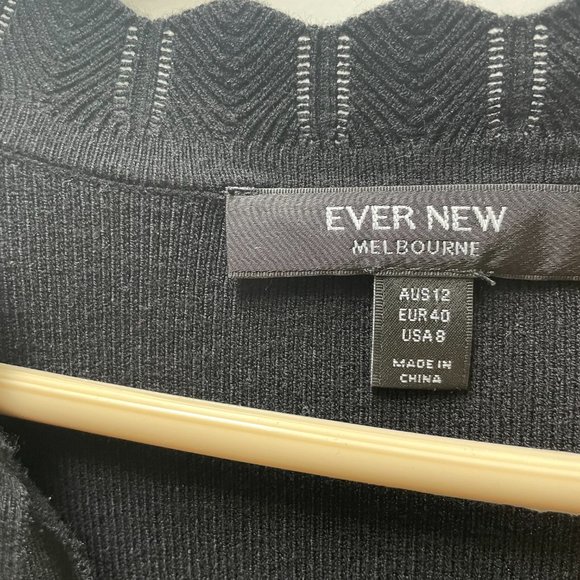 EVER NEW
MELBOURNE
AUS 12
EUR 40
USA 8
MADE IN
CHINA